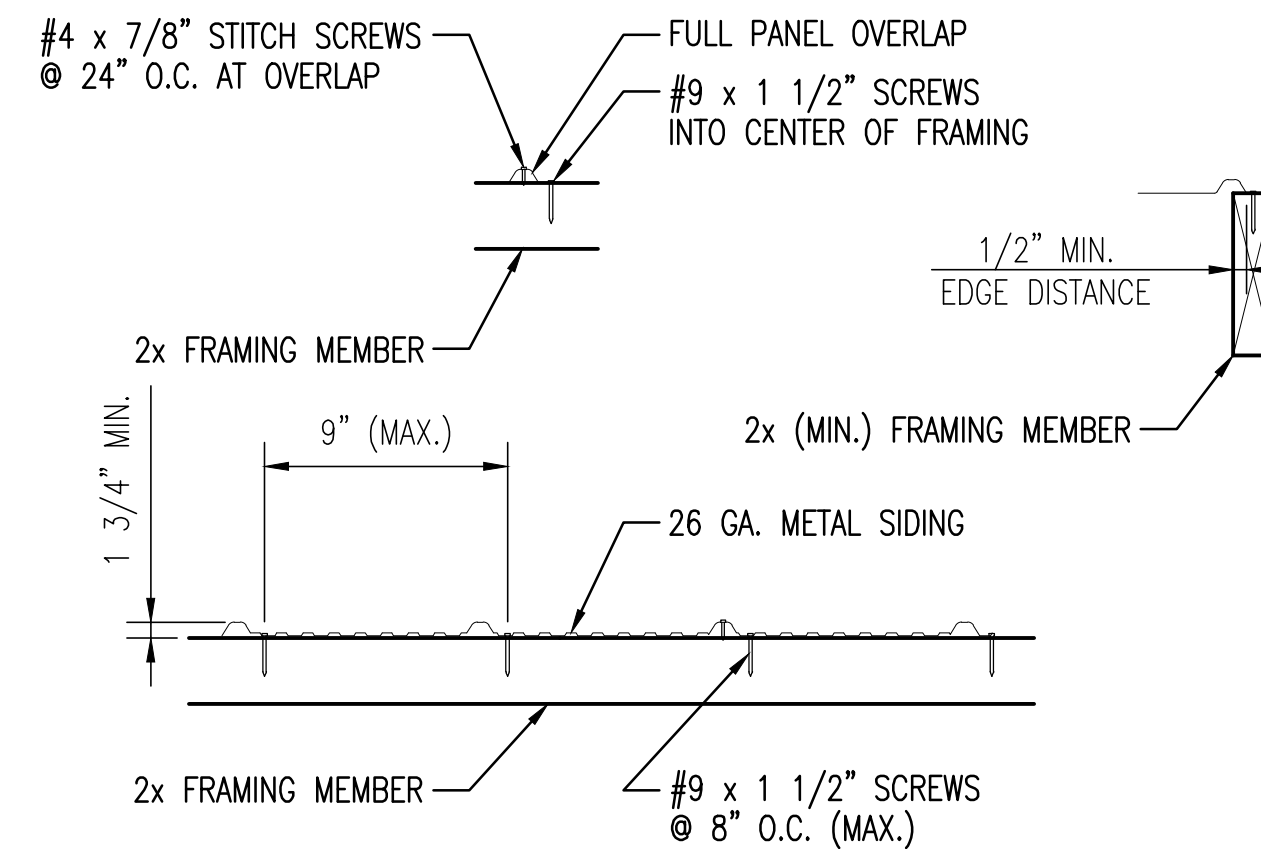 #4 x 7/8" STITCH SCREWS
@ 24" O.C. AT OVERLAP
FULL PANEL OVERLAP
#9 x 1 1/2" SCREWS
INTO CENTER OF FRAMING
2x FRAMING MEMBER
1/2" MIN.
EDGE DISTANCE
2x (MIN.) FRAMING MEMBER
1 3/4" MIN.
9" (MAX.)
26 GA. METAL SIDING
2x FRAMING MEMBER
#9 x 1 1/2" SCREWS
@ 8" O.C. (MAX.)